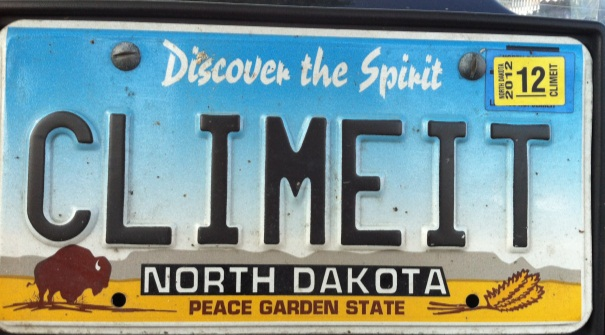 Discover the Spirit
NORTH DAKOTA
2012
12
CLIMEIT
CLIMEIT
NORTH DAKOTA
PEACE GARDEN STATE